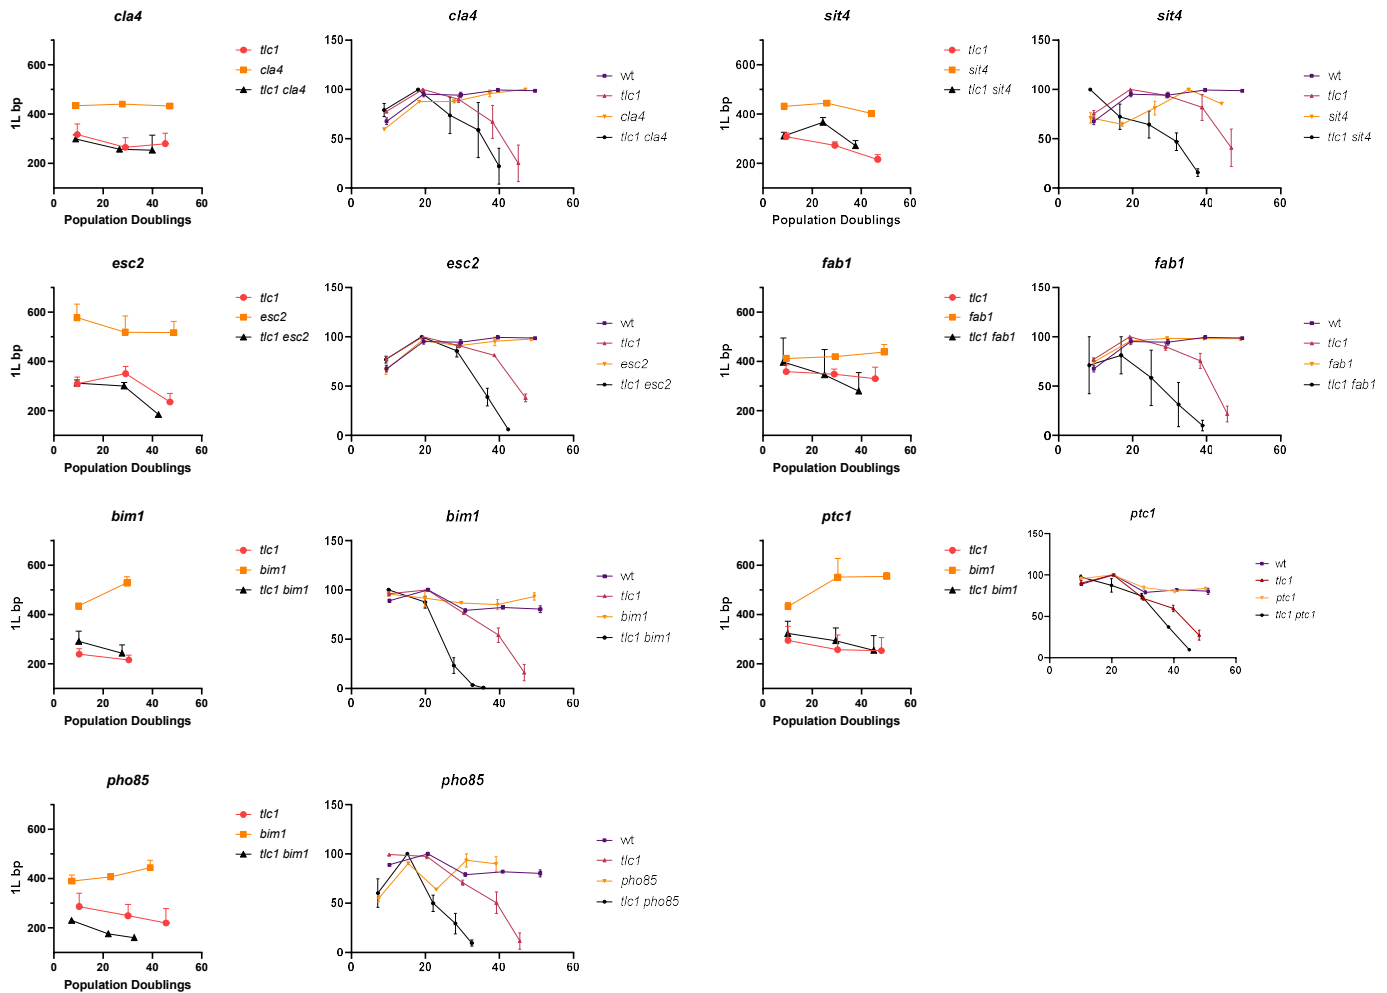 cla4
1L bp
600
400
200
0 20 40 60
Population Doublings
tlc1
cla4
tlc1 cla4
cla4
150
100
50
0
0 20 40 60
wt
tlc1
cla4
tlc1 cla4
sit4
1L bp
600
400
200
0 20 40 60
Population Doublings
tlc1
sit4
tlc1 sit4
sit4
150
100
50
0
0 20 40 60
wt
tlc1
sit4
tlc1 sit4
esc2
1L bp
600
400
200
0 20 40 60
Population Doublings
tlc1
esc2
tlc1 esc2
esc2
150
100
50
0
0 20 40 60
wt
tlc1
esc2
tlc1 esc2
fab1
1L bp
600
400
200
0 20 40 60
Population Doublings
tlc1
fab1
tlc1 fab1
fab1
150
100
50
0
0 20 40 60
wt
tlc1
fab1
tlc1 fab1
bim1
1L bp
600
400
200
0 20 40 60
Population Doublings
tlc1
bim1
tlc1 bim1
bim1
150
100
50
0
0 20 40 60
wt
tlc1
bim1
tlc1 bim1
ptc1
1L bp
600
400
200
0 20 40 60
Population Doublings
tlc1
bim1
tlc1 bim1
ptc1
150
100
50
0
0 20 40 60
wt
tlc1
ptc1
tlc1 ptc1
pho85
1L bp
600
400
200
0 20 40 60
Population Doublings
tlc1
bim1
tlc1 bim1
pho85
150
100
50
0
0 20 40 60
wt
tlc1
pho85
tlc1 pho85